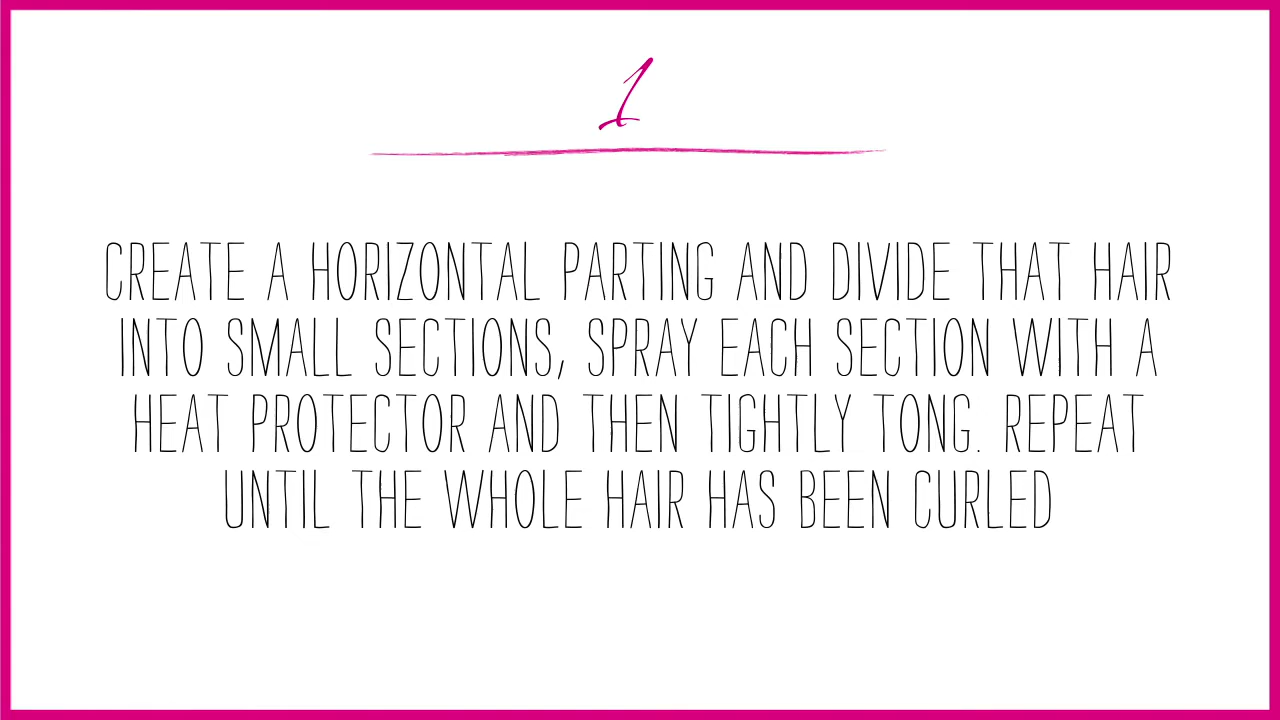 1
CREATE A HORIZONTAL PARTING AND DIVIDE THAT HAIR
INTO SMALL SECTIONS, SPRAY EACH SECTION WITH A
HEAT PROTECTOR AND THEN TIGHTLY TONG. REPEAT
UNTIL THE WHOLE HAIR HAS BEEN CURLED